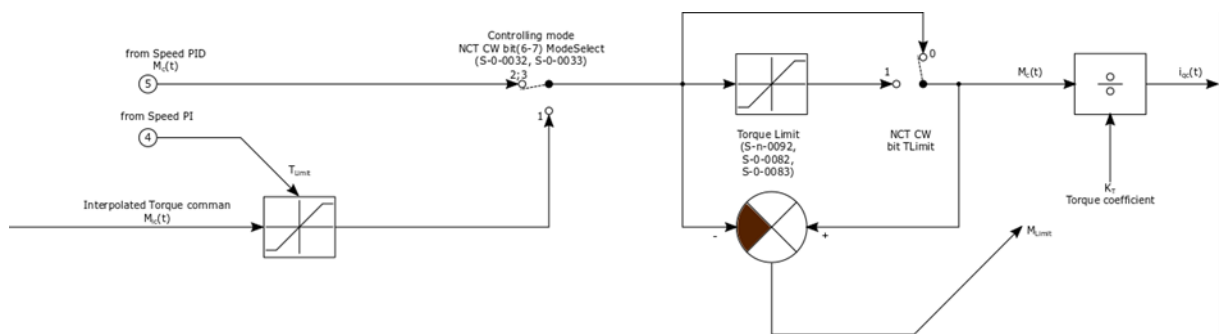 Controlling mode
NCT CW bit(6-7) ModeSelect
(S-0-0032, S-0-0033)
from Speed PID
Mc(t)
5
2;3
1
from Speed PI
4
TLimit
Interpolated Torque comman
Mic(t)
0
1
Torque Limit
(S-n-0092,
S-0-0082,
S-0-0083)
NCT CW
bit TLimit
Mc(t)
iqc(t)
KT
Torque coefficient
-
+
MLimit